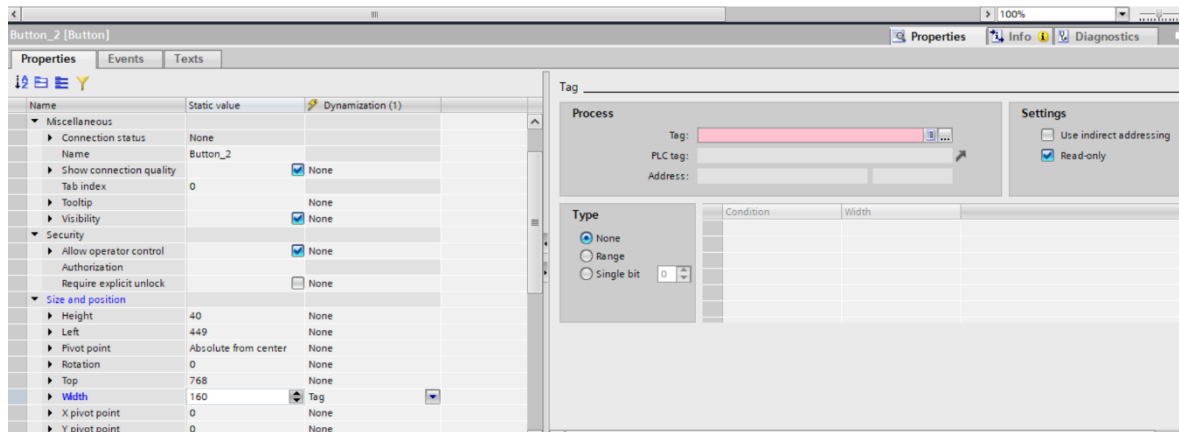 100%
Button_2 [Button]
Properties Info Diagnostics
Properties Events Texts
Name Static value Dynamization (1)
Miscellaneous
Connection status None
Name Button_2
Show connection quality None
Tab index 0
Tooltip None
Visibility None
Security
Allow operator control None
Authorization
Require explicit unlock None
Size and position
Height 40 None
Left 449 None
Pivot point Absolute from center None
Rotation 0 None
Top 768 None
Width 160 Tag
X pivot point 0 None
Y pivot point 0 None
Tag
Process
Tag: ...
PLC tag:
Address:
Settings
Use indirect addressing
Read-only
Type
None
Range
Single bit 0
Condition Width